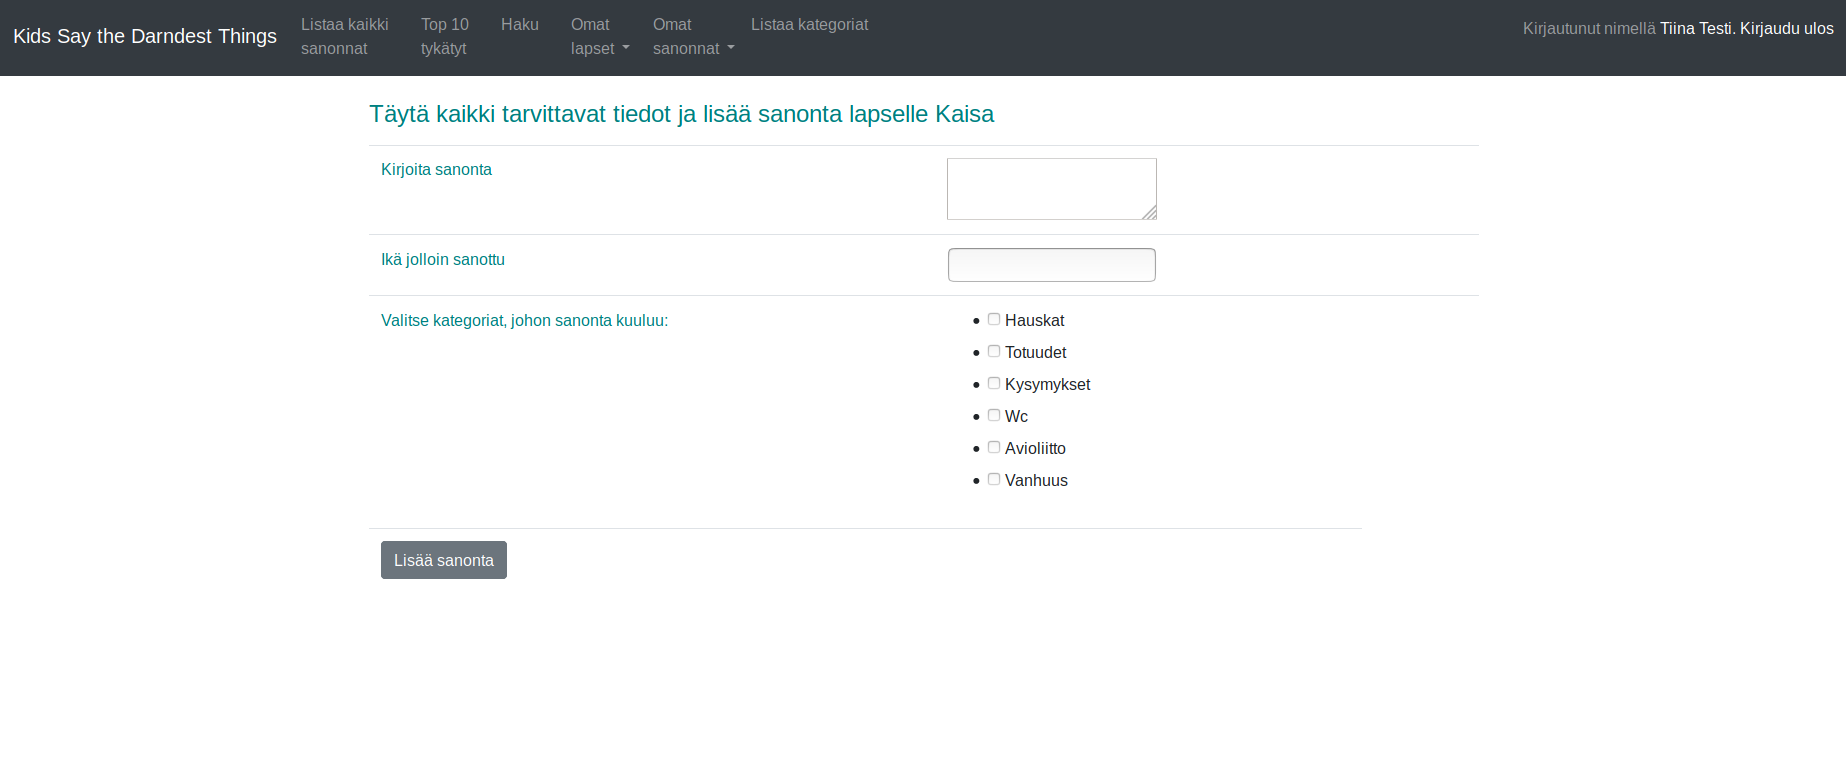 Kids Say the Darndest Things
Listaa kaikki
sanonnat
Top 10
tykätyt
Haku
Omat
lapset
Omat
sanonnat
Listaa kategoriat
Kirjautunut nimellä Tiina Testi. Kirjaudu ulos
Täytä kaikki tarvittavat tiedot ja lisää sanonta lapselle Kaisa
Kirjoita sanonta
Ikä jolloin sanottu
Valitse kategoriat, johon sanonta kuuluu:
Hauskat
Totuudet
Kysymykset
Wc
Avioliitto
Vanhuus
Lisää sanonta